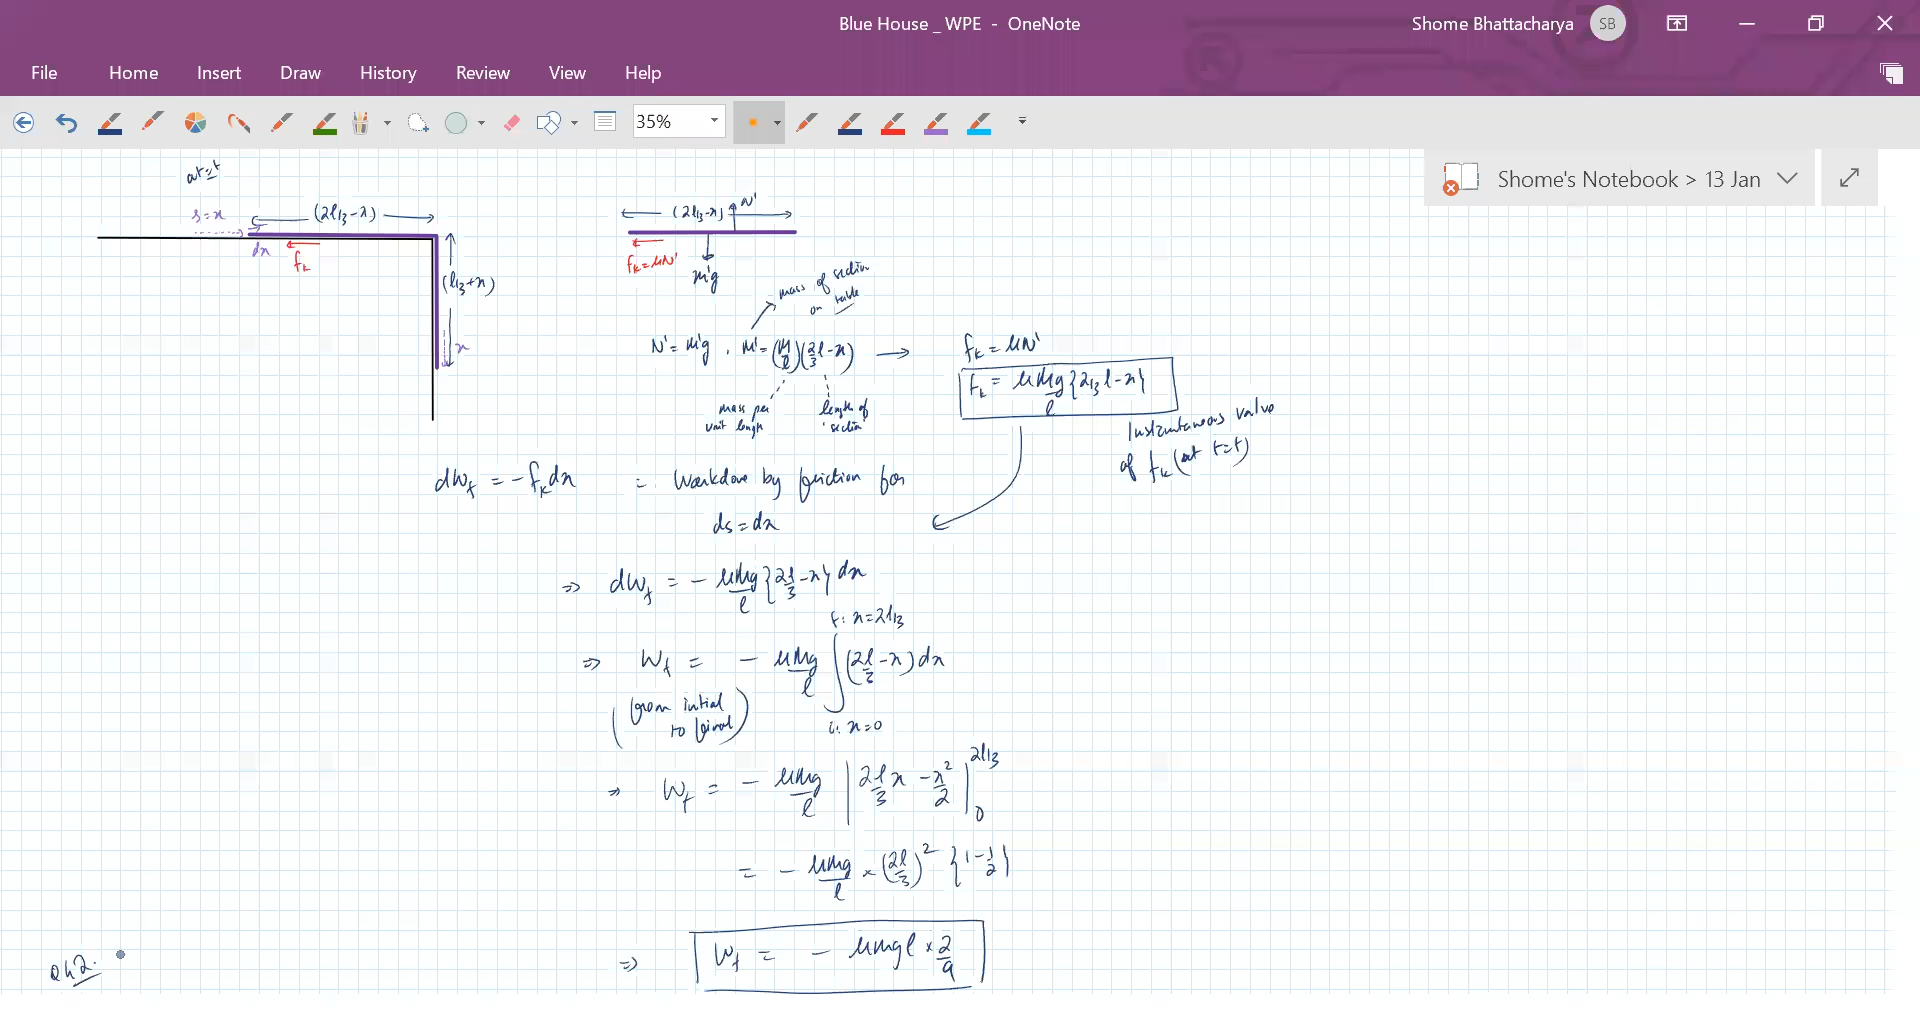 Blue House _ WPE - OneNote
Shome Bhattacharya SB
File Home Insert Draw History Review View Help
35%
Shome's Notebook > 13 Jan
at = t
s = x
(2l/3 - x)
dx
fk
(l/3 + x)
x
(2l/3 - x) N'
fk = μN'
m'g
mass of section
on table
N' = m'g , M' = (M/l)(2/3 l - x) →
mass per
unit length
length of
section
fk = μN'
fk = μMg/l {2/3 l - x}
Instantaneous value
of fk (at t=t)
dWf = - fk dx = Workdone by friction for
ds = dx
⇒ dWf = - μMg/l {2l/3 - x} dx
f: x = 2l/3
⇒ Wf = - μMg/l ∫ (2l/3 - x) dx
i: x = 0
(from initial
to final)
⇒ Wf = - μMg/l | 2l/3 x - x²/2 | 2l/3 0
= - μMg/l × (2l/3)² {1 - 1/2}
⇒ Wf = - μmgl × 2/9
Qh2.